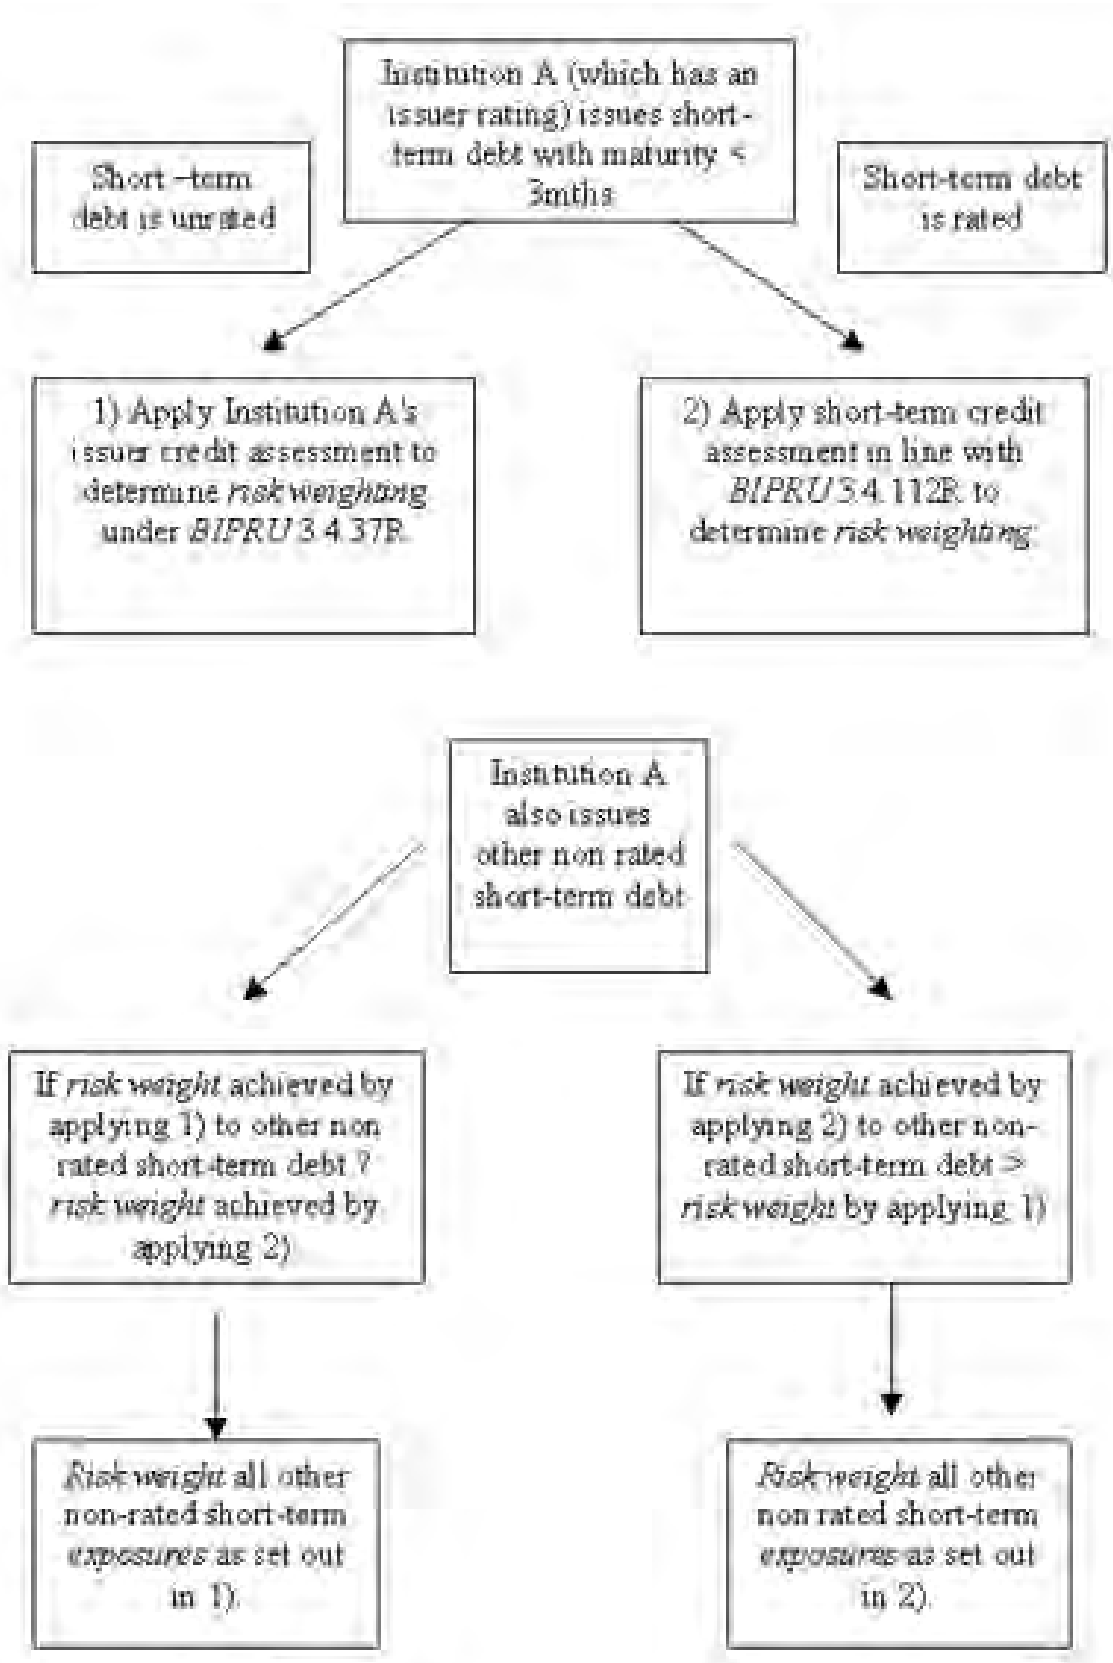 Institution A (which has an
issuer rating) issues short-
term debt with maturity <
3mths
Short –term
debt is unrated
Short-term debt
is rated
1) Apply Institution A's
issuer credit assessment to
determine risk weighting
under BIPRU 3.4.37R.
2) Apply short-term credit
assessment in line with
BIPRU 3.4.112R to
determine risk weighting.
Institution A
also issues
other non rated
short-term debt
If risk weight achieved by
applying 1) to other non
rated short-term debt ?
risk weight achieved by
applying 2)
If risk weight achieved by
applying 2) to other non-
rated short-term debt >
risk weight by applying 1)
Risk weight all other
non-rated short-term
exposures as set out
in 1).
Risk weight all other
non rated short-term
exposures as set out
in 2).